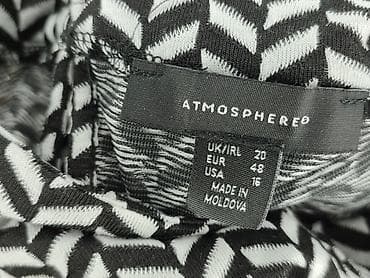 ATMOSPHERE
UK/IRL 20
EUR 48
USA 16
MADE IN
MOLDOVA